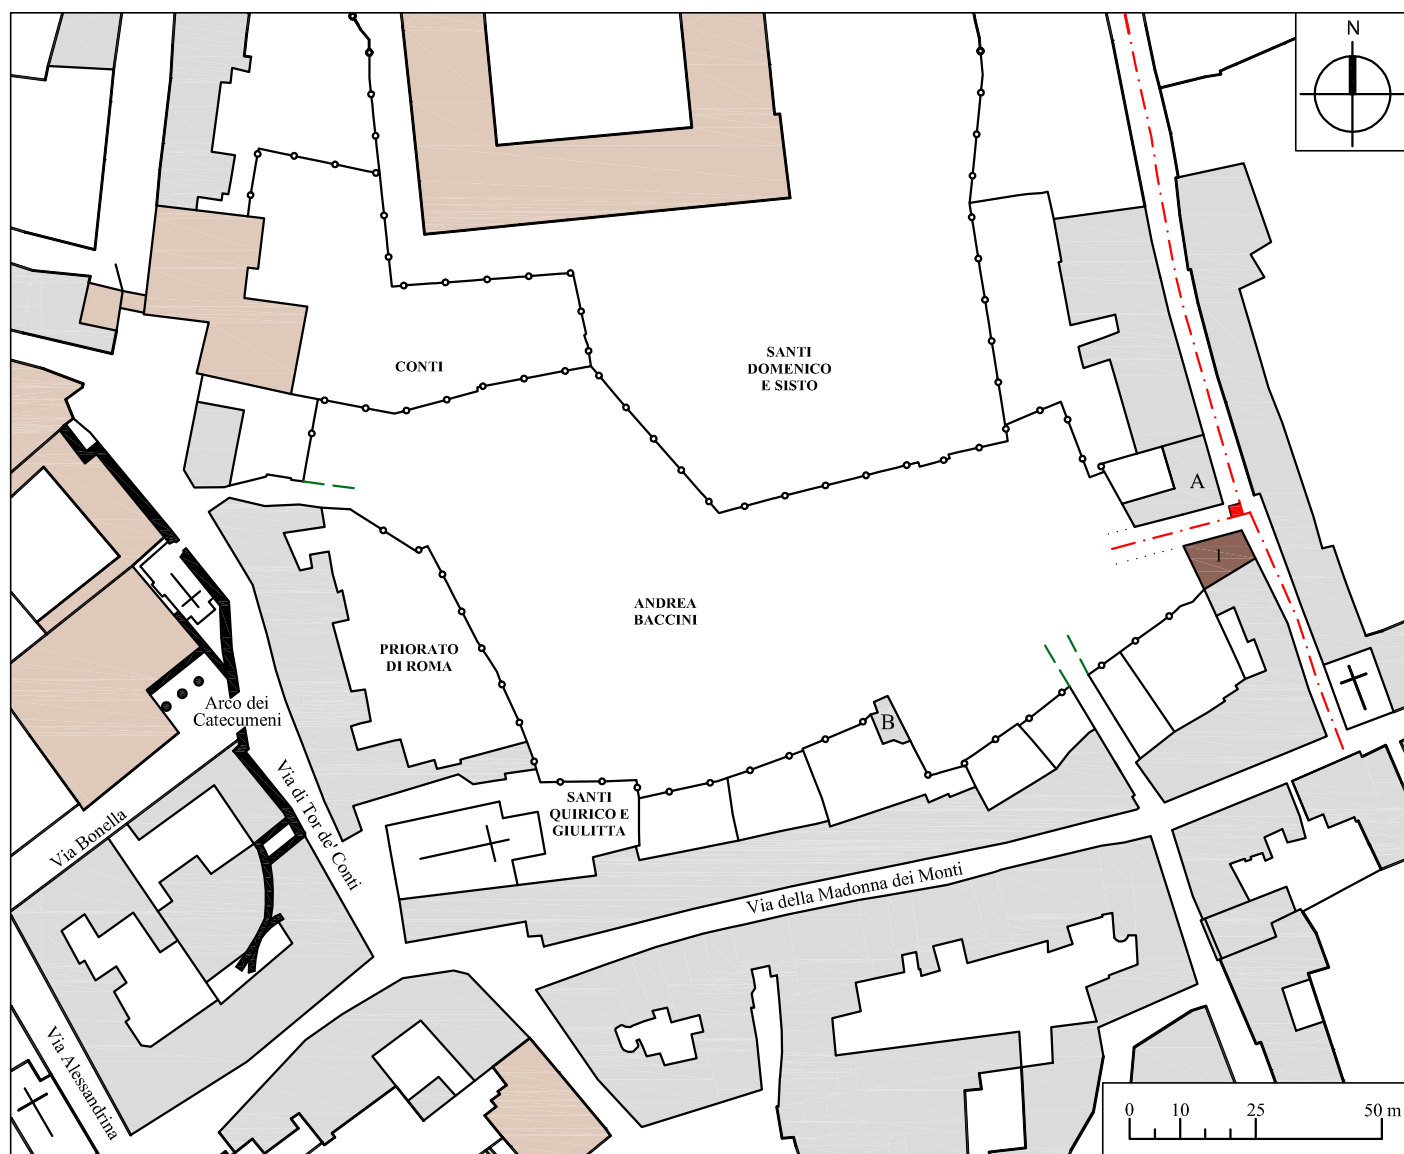 N
CONTI
SANTI
DOMENICO
E SISTO
A
1
ANDREA
BACCINI
PRIORATO
DI ROMA
Arco dei
Catecumeni
B
Via di Tor de' Conti
SANTI
QUIRICO E
GIULITTA
Via Bonella
Via della Madonna dei Monti
Via Alessandrina
0 10 25 50 m